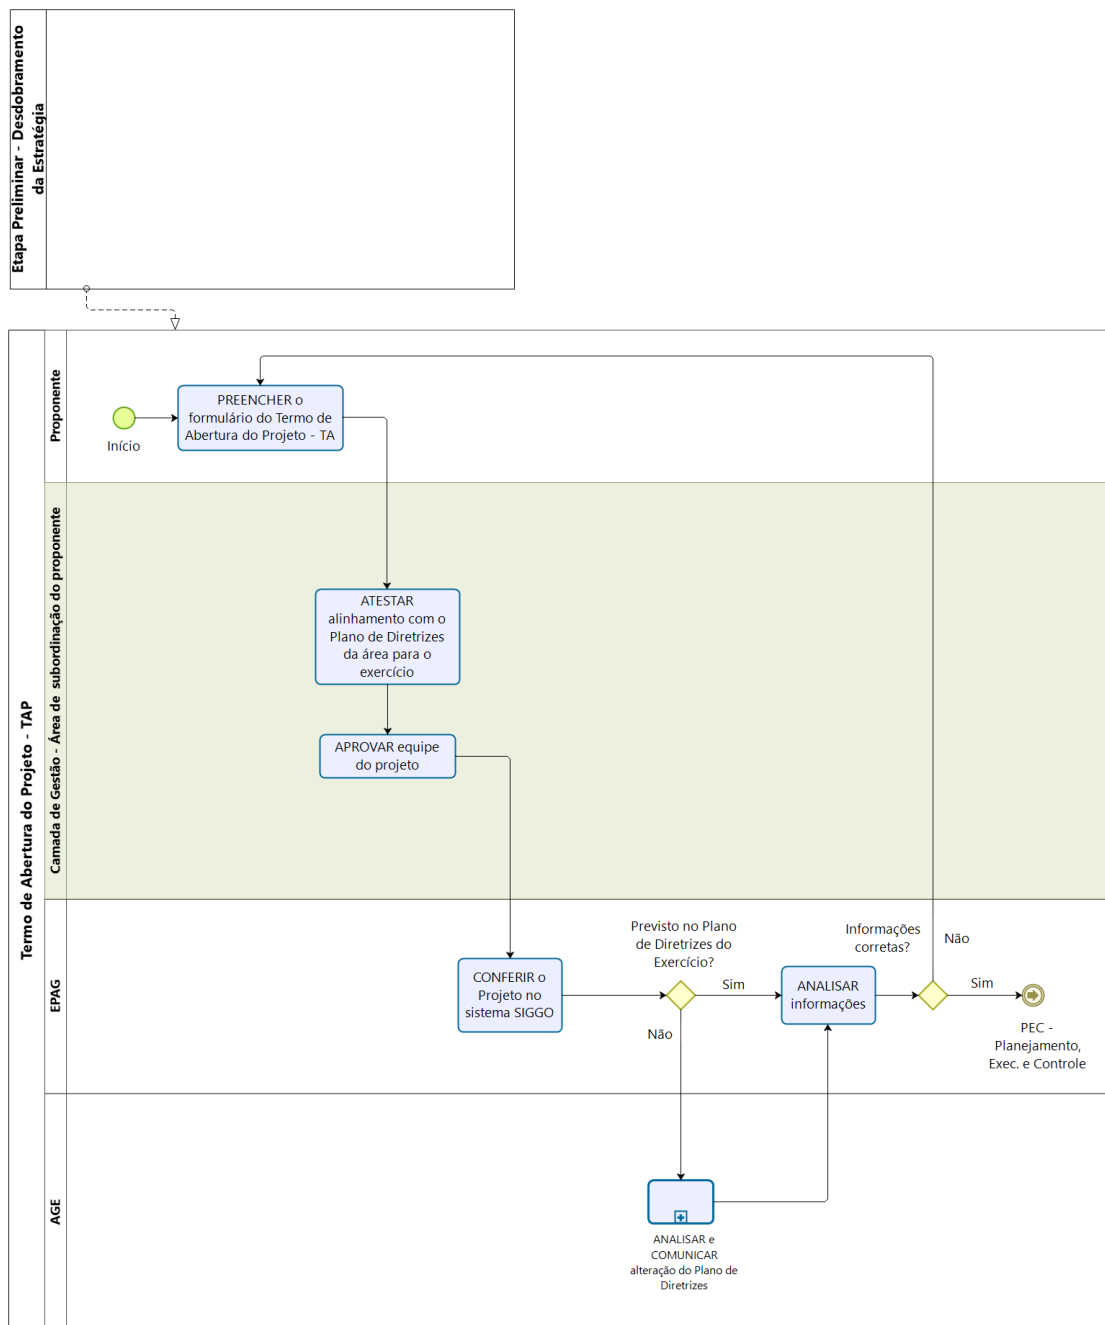 Etapa Preliminar - Desdobramento
da Estratégia
Termo de Abertura do Projeto - TAP
Proponente
Início
PREENCHER o
formulário do Termo de
Abertura do Projeto - TA
Camada de Gestão - Área de subordinação do proponente
ATESTAR
alinhamento com o
Plano de Diretrizes
da área para o
exercício
APROVAR equipe
do projeto
EPAG
CONFERIR o
Projeto no
sistema SIGGO
Previsto no Plano
de Diretrizes do
Exercício?
Sim
Não
ANALISAR
informações
Informações
corretas?
Não
Sim
PEC -
Planejamento,
Exec. e Controle
AGE
ANALISAR e
COMUNICAR
alteração do Plano de
Diretrizes